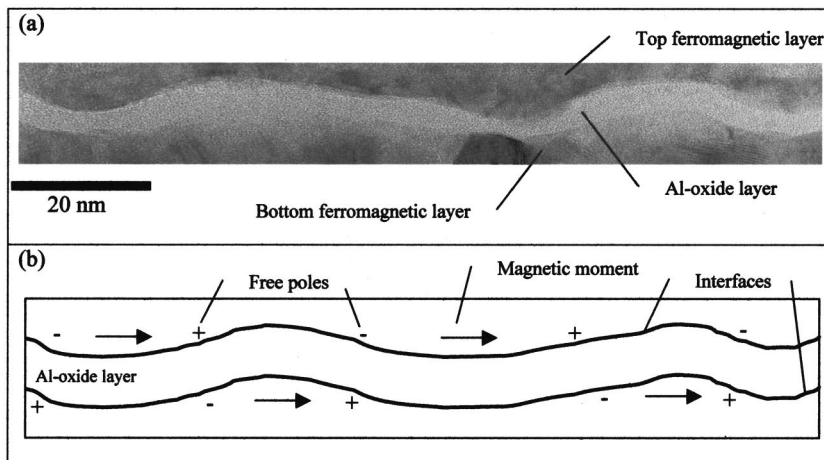 (a)
Top ferromagnetic layer
20 nm
Bottom ferromagnetic layer
Al-oxide layer
(b)
Free poles
Magnetic moment
Interfaces
- + - + -
Al-oxide layer
+ - + - +